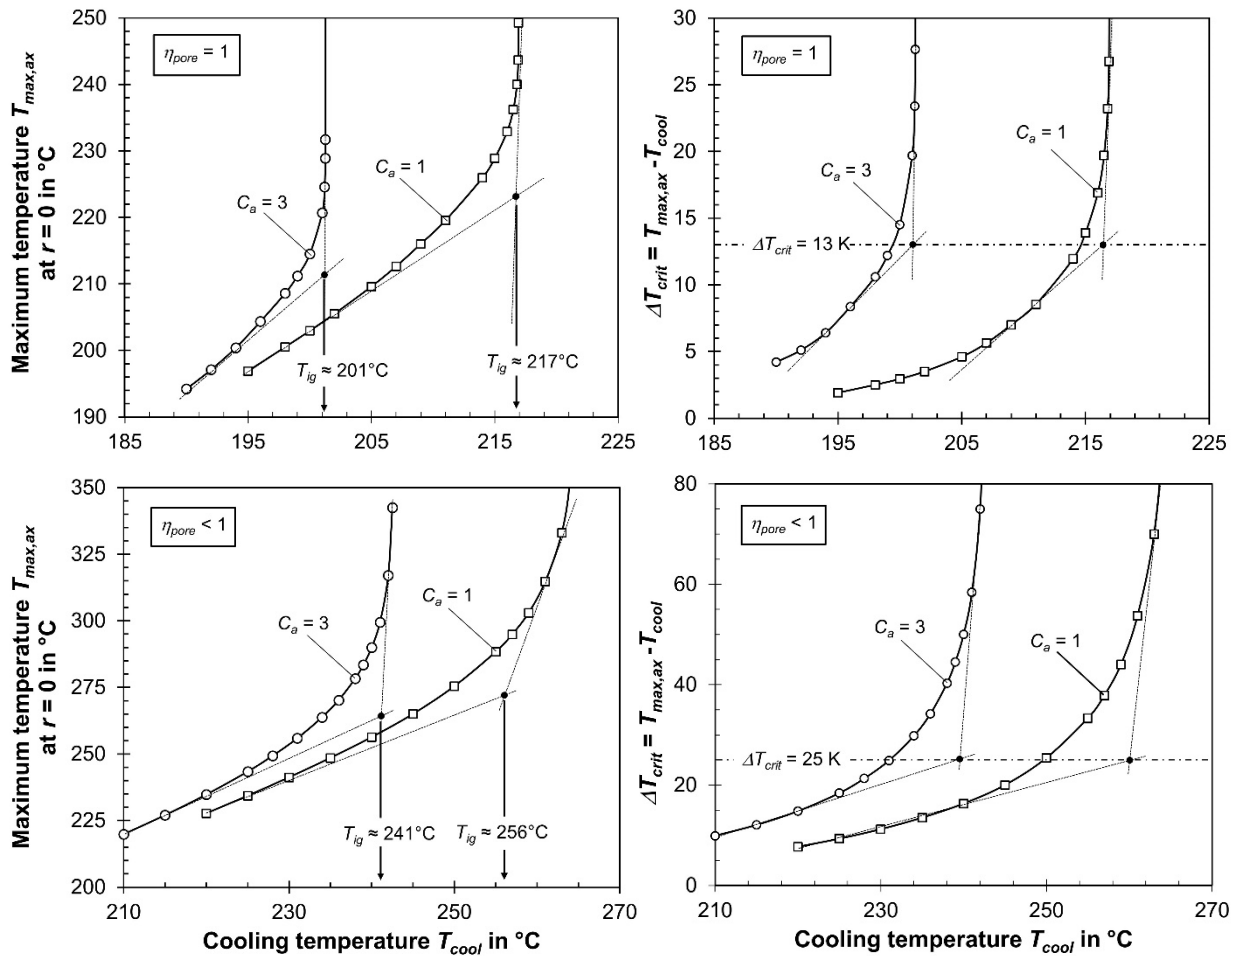 Maximum temperature T_max,ax
at r = 0 in °C
250
240
230
220
210
200
190
η_pore = 1
C_a = 3
C_a = 1
T_ig ≈ 201°C
T_ig ≈ 217°C
185
195
205
215
225
ΔT_crit = T_max,ax - T_cool
30
25
20
15
10
5
0
η_pore = 1
C_a = 3
C_a = 1
ΔT_crit = 13 K
185
195
205
215
225
Maximum temperature T_max,ax
at r = 0 in °C
350
325
300
275
250
225
200
η_pore < 1
C_a = 3
C_a = 1
T_ig ≈ 241°C
T_ig ≈ 256°C
210
230
250
270
Cooling temperature T_cool in °C
ΔT_crit = T_max,ax - T_cool
80
60
40
20
0
η_pore < 1
C_a = 3
C_a = 1
ΔT_crit = 25 K
210
230
250
270
Cooling temperature T_cool in °C